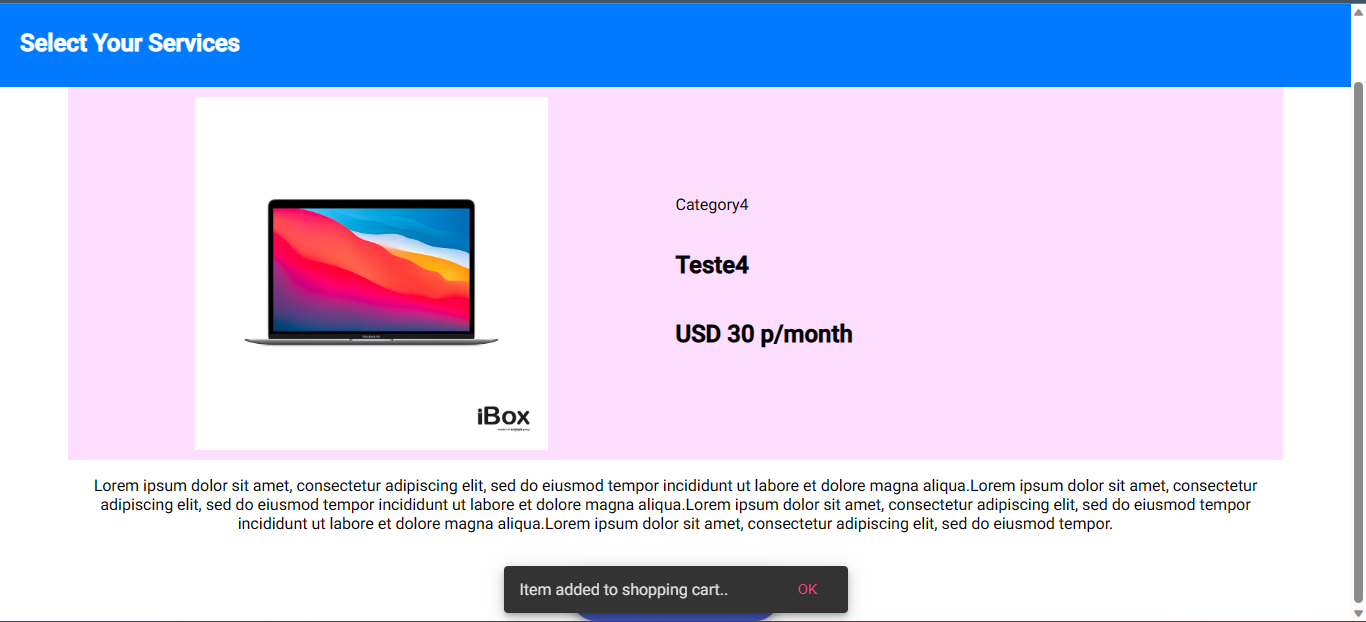 Select Your Services
Category4
Teste4
USD 30 p/month
iBox
Lorem ipsum dolor sit amet, consectetur adipiscing elit, sed do eiusmod tempor incididunt ut labore et dolore magna aliqua.Lorem ipsum dolor sit amet, consectetur
adipiscing elit, sed do eiusmod tempor incididunt ut labore et dolore magna aliqua.Lorem ipsum dolor sit amet, consectetur adipiscing elit, sed do eiusmod tempor
incididunt ut labore et dolore magna aliqua.Lorem ipsum dolor sit amet, consectetur adipiscing elit, sed do eiusmod tempor.
Item added to shopping cart.. OK